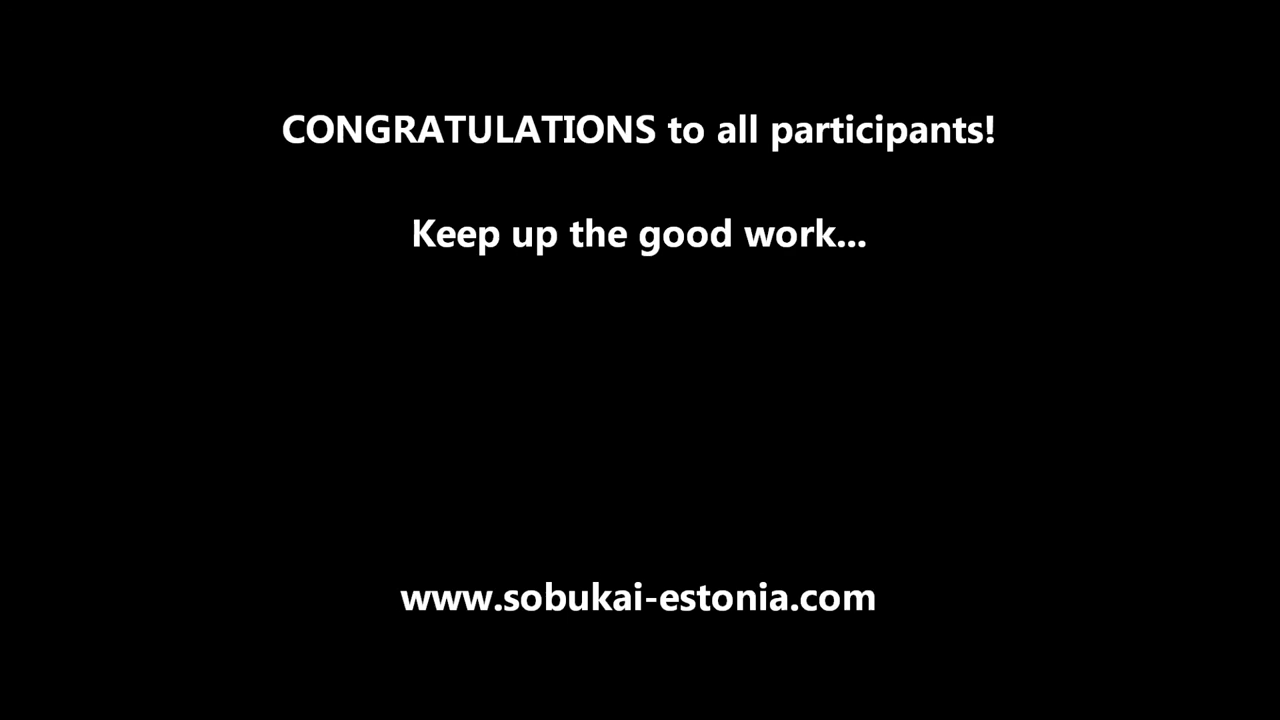 CONGRATULATIONS to all participants!
Keep up the good work...
www.sobukai-estonia.com